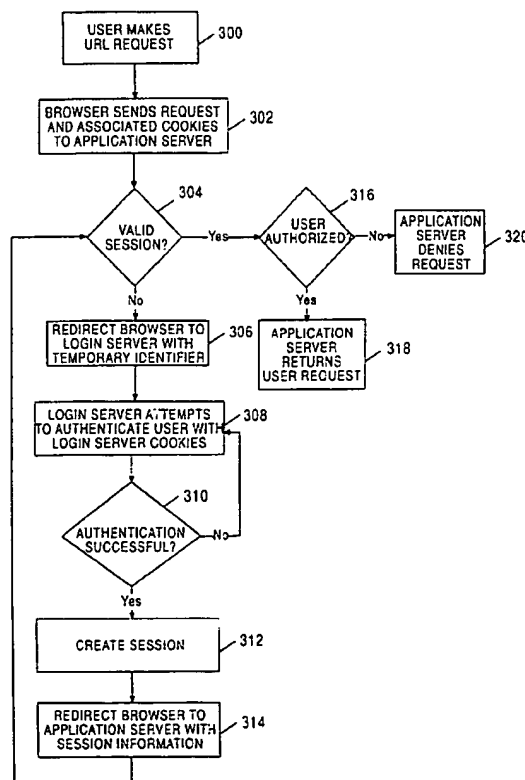 USER MAKES
URL REQUEST
300
BROWSER SENDS REQUEST
AND ASSOCIATED COOKIES
TO APPLICATION SERVER
302
304
VALID
SESSION?
Yes
316
USER
AUTHORIZED?
No
APPLICATION
SERVER
DENIES
REQUEST
320
No
Yes
REDIRECT BROWSER TO
LOGIN SERVER WITH
TEMPORARY IDENTIFIER
306
APPLICATION
SERVER
RETURNS
USER REQUEST
318
LOGIN SERVER ATTEMPTS
TO AUTHENTICATE USER WITH
LOGIN SERVER COOKIES
308
310
AUTHENTICATION
SUCCESSFUL?
No
Yes
CREATE SESSION
312
REDIRECT BROWSER TO
APPLICATION SERVER WITH
SESSION INFORMATION
314